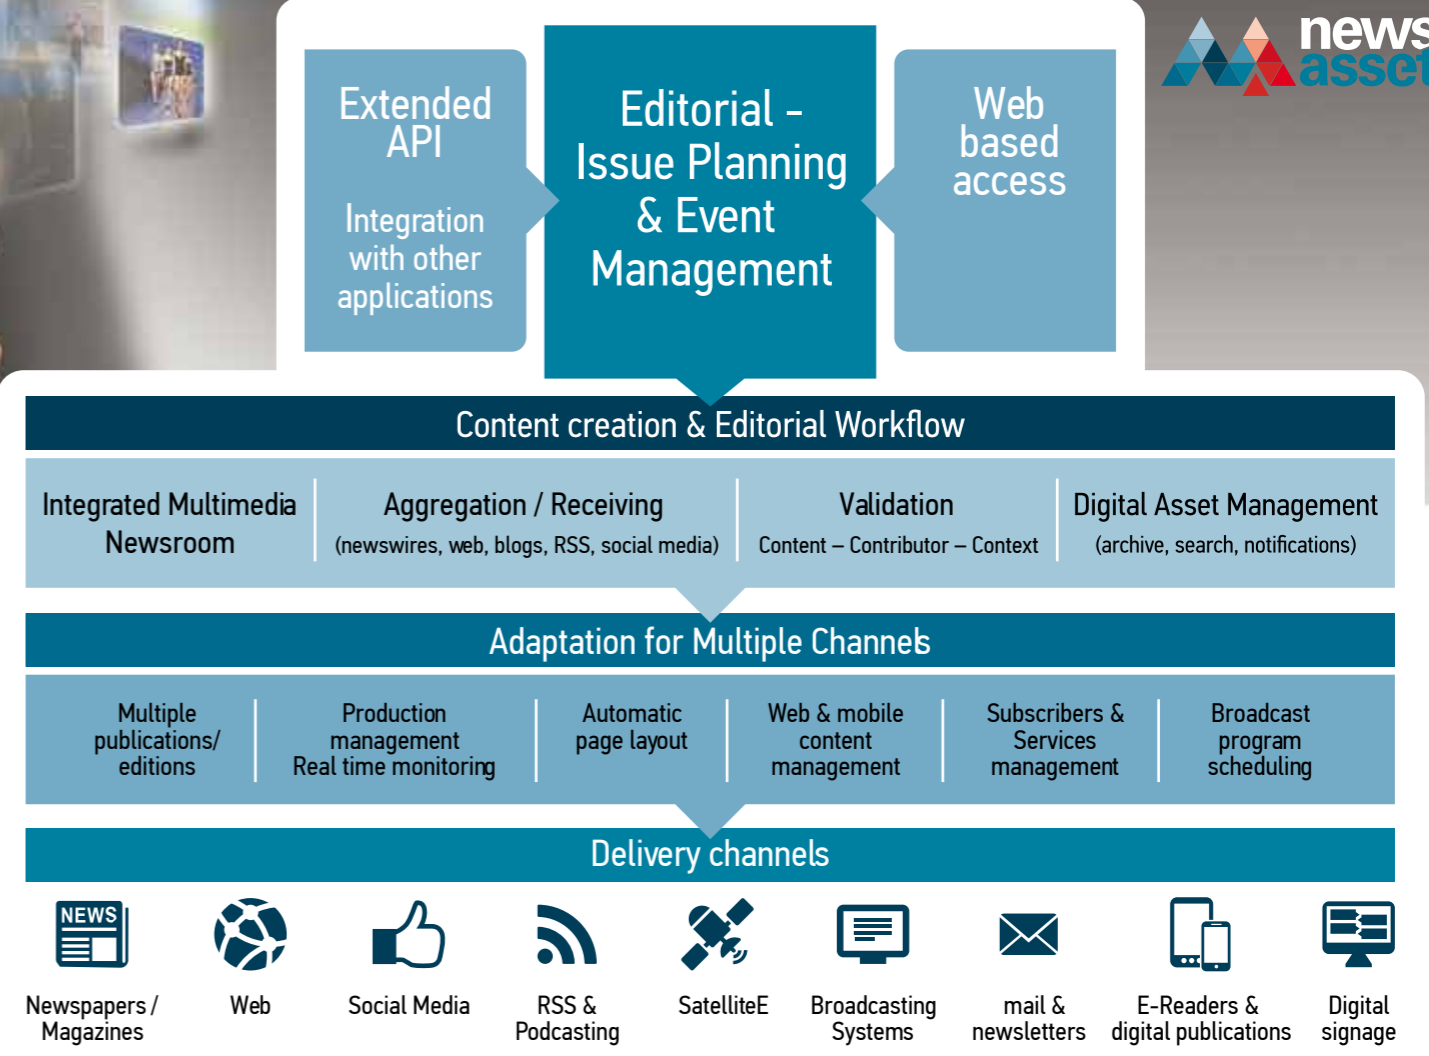 news
asset
Extended
API
Integration
with other
applications
Editorial -
Issue Planning
& Event
Management
Web
based
access
Content creation & Editorial Workflow
Integrated Multimedia
Newsroom
Aggregation / Receiving
(newswires, web, blogs, RSS, social media)
Validation
Content – Contributor – Context
Digital Asset Management
(archive, search, notifications)
Adaptation for Multiple Channels
Multiple
publications/
editions
Production
management
Real time monitoring
Automatic
page layout
Web & mobile
content
management
Subscribers &
Services
management
Broadcast
program
scheduling
Delivery channels
NEWS
Newspapers /
Magazines
Web
Social Media
RSS &
Podcasting
SatelliteE
Broadcasting
Systems
mail &
newsletters
E-Readers &
digital publications
Digital
signage